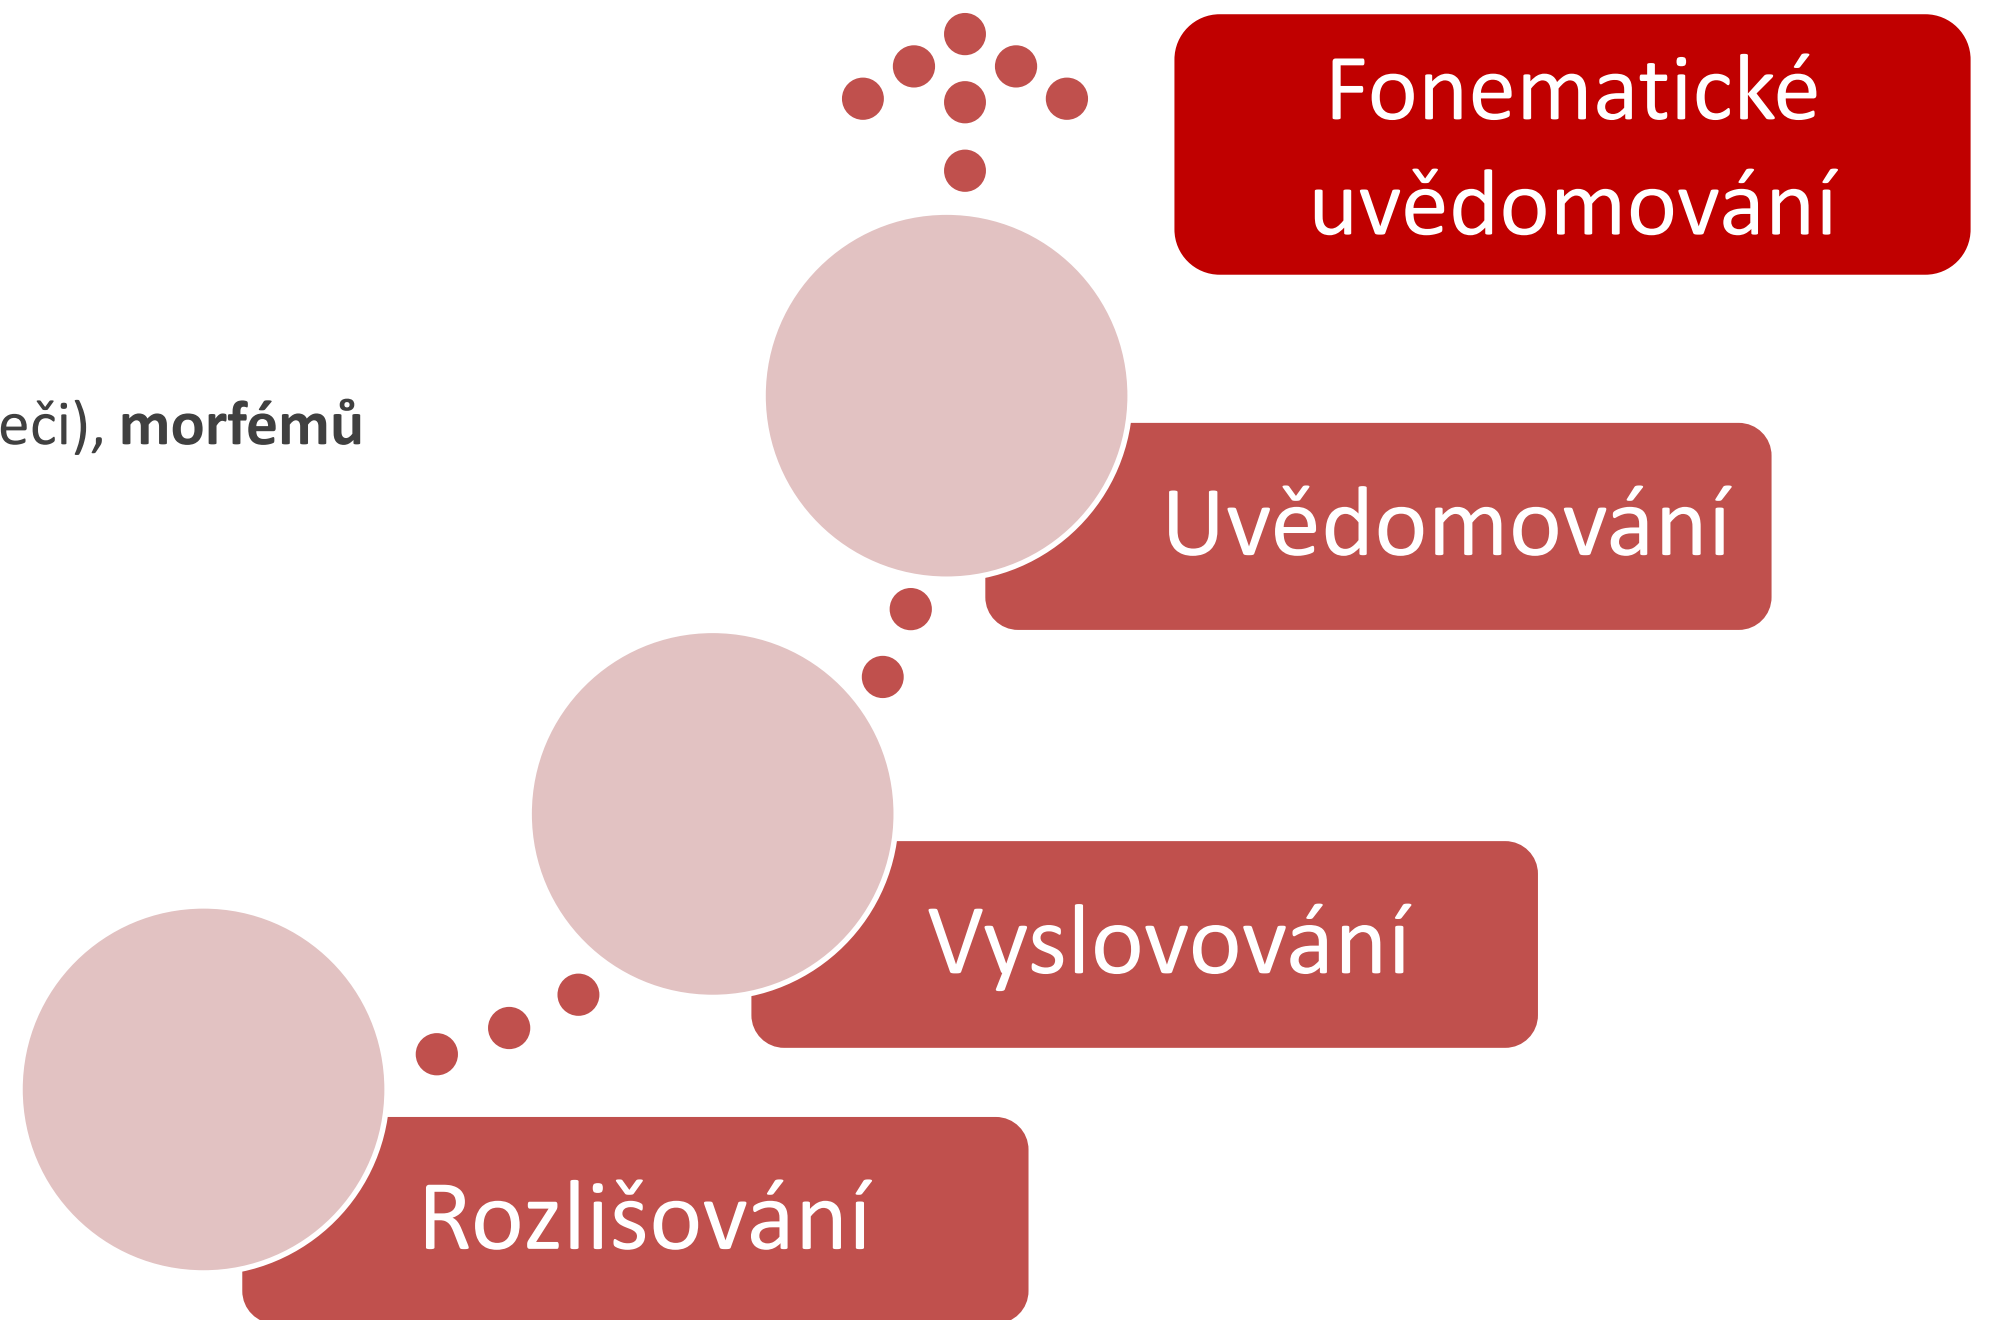 Fonematické
uvědomování
eči), morfémů
Uvědomování
Vyslovování
Rozlišování